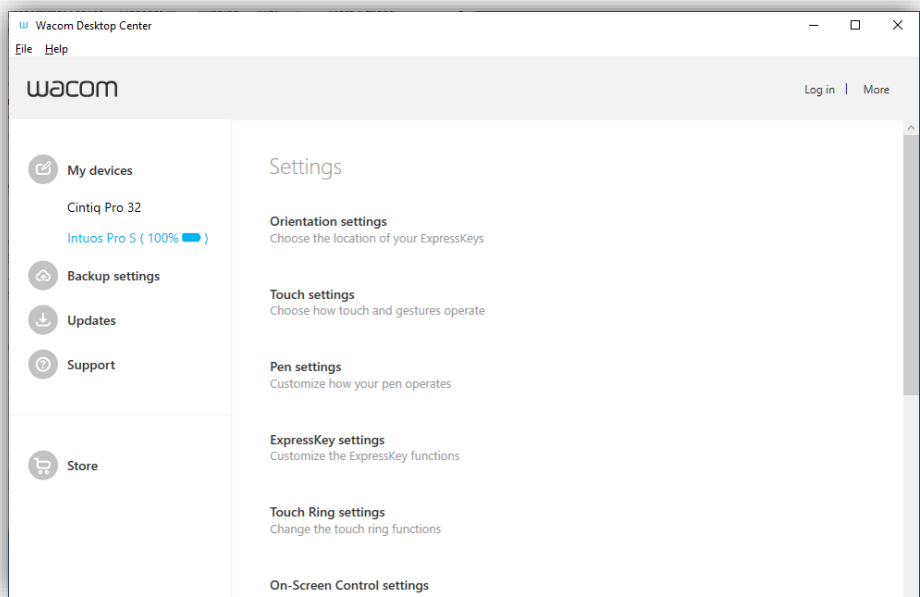 Wacom Desktop Center
File Help
wacom
Log in | More
My devices
Cintiq Pro 32
Intuos Pro S ( 100% )
Backup settings
Updates
Support
Store
Settings
Orientation settings
Choose the location of your ExpressKeys
Touch settings
Choose how touch and gestures operate
Pen settings
Customize how your pen operates
ExpressKey settings
Customize the ExpressKey functions
Touch Ring settings
Change the touch ring functions
On-Screen Control settings